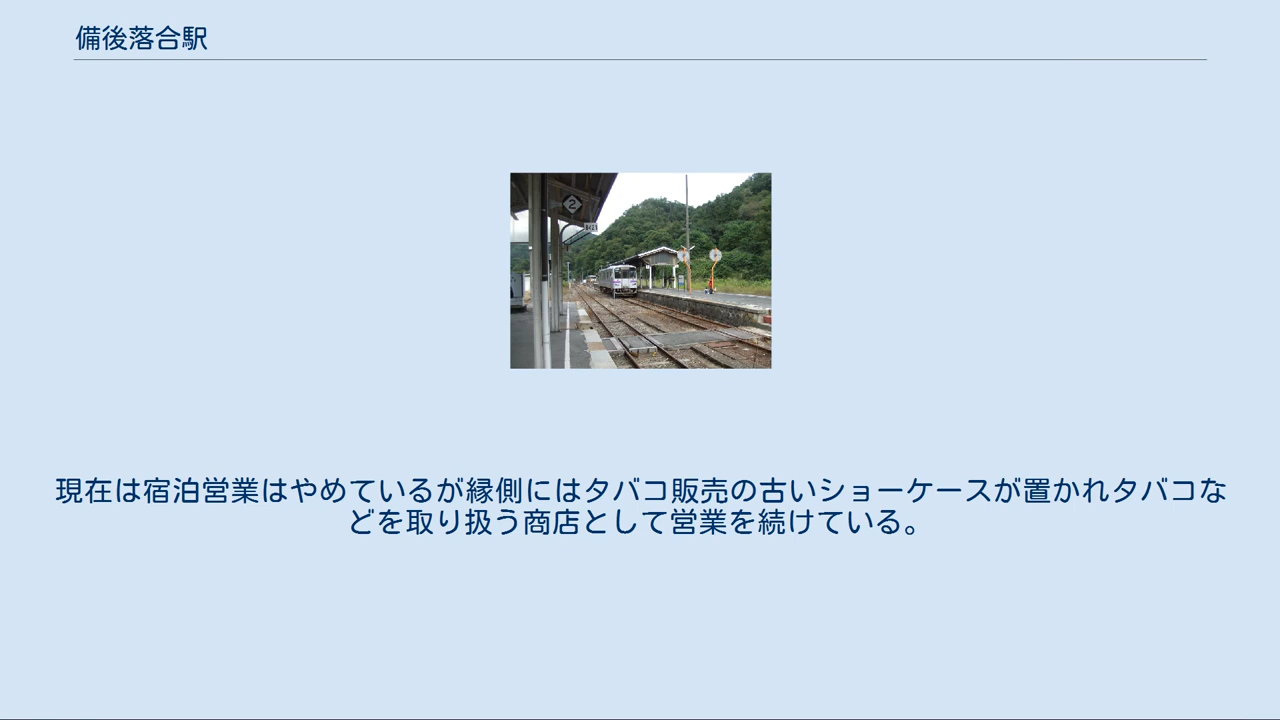 備後落合駅
2
現在は宿泊営業はやめているが縁側にはタバコ販売の古いショーケースが置かれタバコな
どを取り扱う商店として営業を続けている。